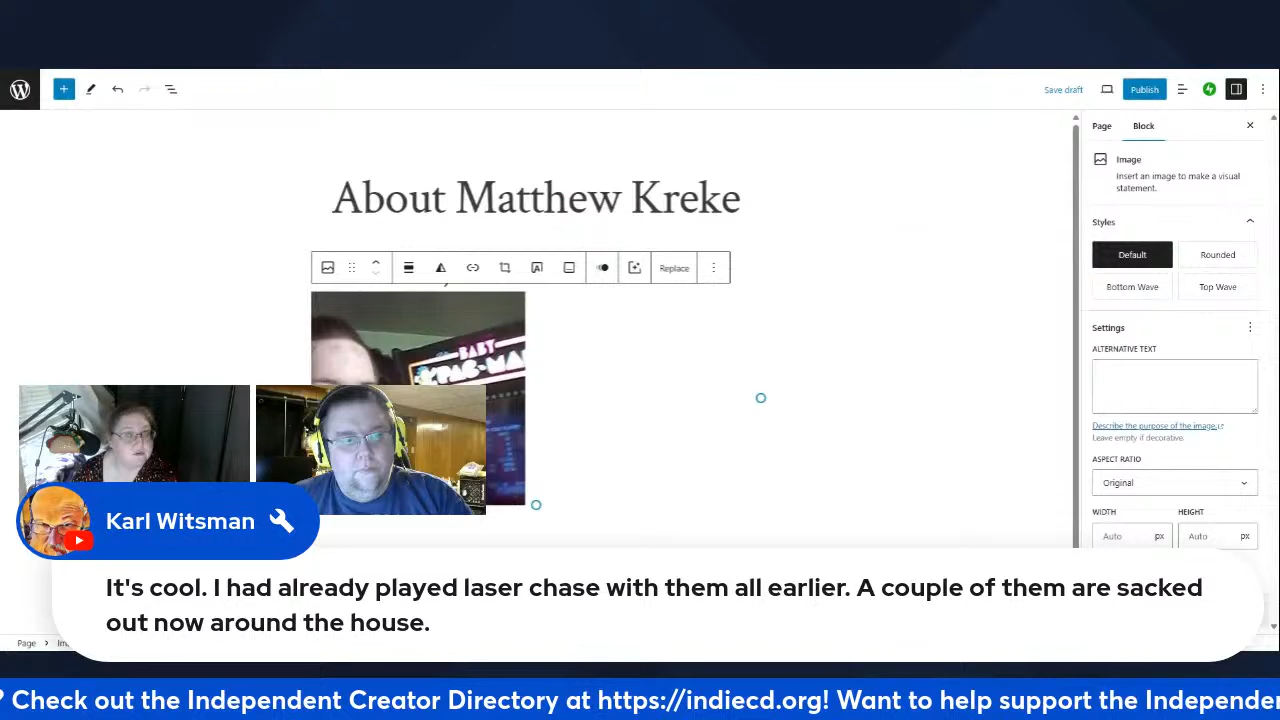 Save draft
Publish
Page
Block
About Matthew Kreke
Image
Insert an image to make a visual
statement.
Styles
Default
Rounded
Bottom Wave
Top Wave
Replace
Settings
ALTERNATIVE TEXT
BABY
Describe the purpose of the image.
Leave empty if decorative.
ASPECT RATIO
Original
WIDTH
HEIGHT
Auto
px
Auto
px
Karl Witsman
It's cool. I had already played laser chase with them all earlier. A couple of them are sacked
out now around the house.
Page
Check out the Independent Creator Directory at https://indiecd.org! Want to help support the